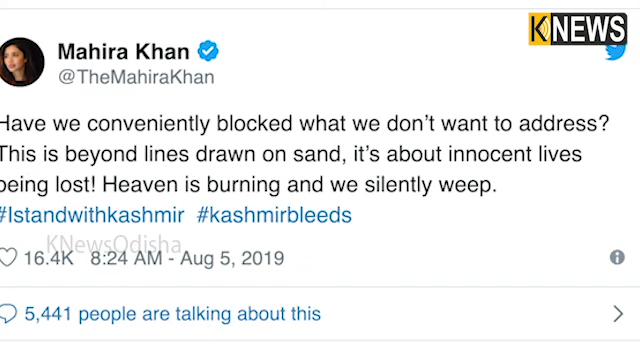 KNEWS
Mahira Khan
@TheMahiraKhan
Have we conveniently blocked what we don't want to address?
This is beyond lines drawn on sand, it's about innocent lives
being lost! Heaven is burning and we silently weep.
#Istandwithkashmir #kashmirbleeds
KNewsOdisha
16.4K 8:24 AM - Aug 5, 2019
5,441 people are talking about this